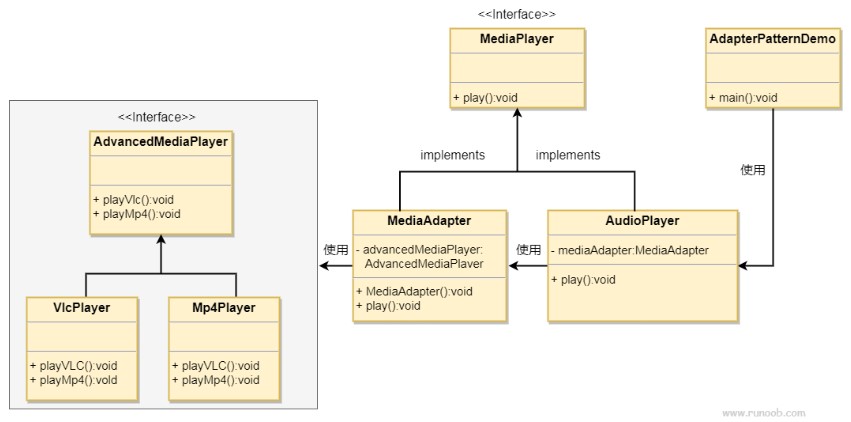 <<Interface>>
MediaPlayer
+ play():void
AdapterPatternDemo
+ main():void
<<Interface>>
AdvancedMediaPlayer
+ playVlc():void
+ playMp4():void
implements
implements
使用
MediaAdapter
- advancedMediaPlayer:
AdvancedMediaPlaver
+ MediaAdapter():void
+ play():void
AudioPlayer
- mediaAdapter:MediaAdapter
+ play():void
使用
使用
VlcPlayer
+ playVLC():void
+ playMp4():vold
Mp4Player
+ playVLC():void
+ playMp4():void
www.runoob.com